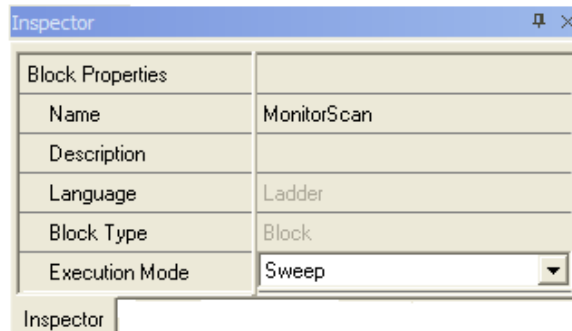 Inspector
Block Properties
Name MonitorScan
Description
Language Ladder
Block Type Block
Execution Mode Sweep
Inspector